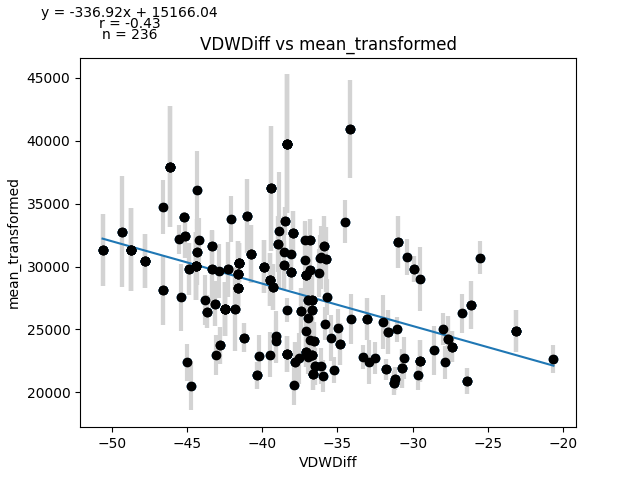 y = -336.92x + 15166.04
r = -0.43
n = 236
VDWDiff vs mean_transformed
45000
40000
35000
30000
25000
20000
mean_transformed
−50
−45
−40
−35
−30
−25
−20
VDWDiff